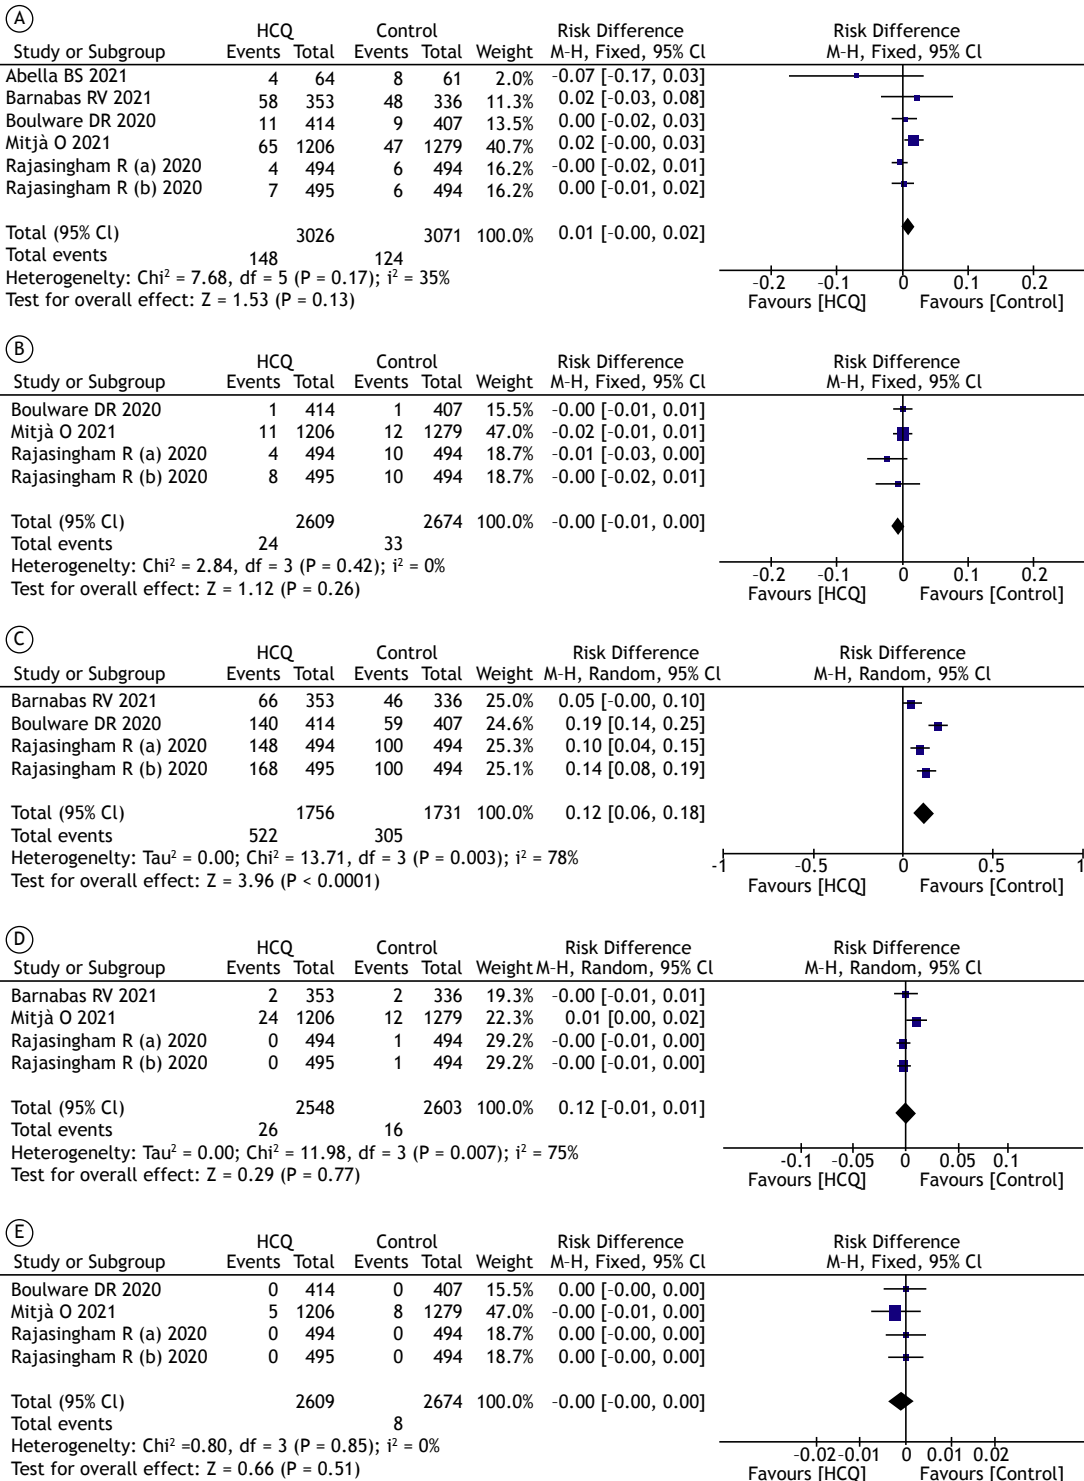 A
HCQ Control Risk Difference Risk Difference
Study or Subgroup Events Total Events Total Weight M-H, Fixed, 95% Cl M-H, Fixed, 95% Cl
Abella BS 2021 4 64 8 61 2.0% -0.07 [-0.17, 0.03]
Barnabas RV 2021 58 353 48 336 11.3% 0.02 [-0.03, 0.08]
Boulware DR 2020 11 414 9 407 13.5% 0.00 [-0.02, 0.03]
Mitjà O 2021 65 1206 47 1279 40.7% 0.02 [-0.00, 0.03]
Rajasingham R (a) 2020 4 494 6 494 16.2% -0.00 [-0.02, 0.01]
Rajasingham R (b) 2020 7 495 6 494 16.2% 0.00 [-0.01, 0.02]
Total (95% Cl) 3026 3071 100.0% 0.01 [-0.00, 0.02]
Total events 148 124
Heterogenelty: Chi² = 7.68, df = 5 (P = 0.17); i² = 35%
Test for overall effect: Z = 1.53 (P = 0.13)
-0.2 -0.1 0 0.1 0.2
Favours [HCQ] Favours [Control]
B
HCQ Control Risk Difference Risk Difference
Study or Subgroup Events Total Events Total Weight M-H, Fixed, 95% Cl M-H, Fixed, 95% Cl
Boulware DR 2020 1 414 1 407 15.5% -0.00 [-0.01, 0.01]
Mitjà O 2021 11 1206 12 1279 47.0% -0.02 [-0.01, 0.01]
Rajasingham R (a) 2020 4 494 10 494 18.7% -0.01 [-0.03, 0.00]
Rajasingham R (b) 2020 8 495 10 494 18.7% -0.00 [-0.02, 0.01]
Total (95% Cl) 2609 2674 100.0% -0.00 [-0.01, 0.00]
Total events 24 33
Heterogenelty: Chi² = 2.84, df = 3 (P = 0.42); i² = 0%
Test for overall effect: Z = 1.12 (P = 0.26)
-0.2 -0.1 0 0.1 0.2
Favours [HCQ] Favours [Control]
C
HCQ Control Risk Difference Risk Difference
Study or Subgroup Events Total Events Total Weight M-H, Random, 95% Cl M-H, Random, 95% Cl
Barnabas RV 2021 66 353 46 336 25.0% 0.05 [-0.00, 0.10]
Boulware DR 2020 140 414 59 407 24.6% 0.19 [0.14, 0.25]
Rajasingham R (a) 2020 148 494 100 494 25.3% 0.10 [0.04, 0.15]
Rajasingham R (b) 2020 168 495 100 494 25.1% 0.14 [0.08, 0.19]
Total (95% Cl) 1756 1731 100.0% 0.12 [0.06, 0.18]
Total events 522 305
Heterogenelty: Tau² = 0.00; Chi² = 13.71, df = 3 (P = 0.003); i² = 78%
Test for overall effect: Z = 3.96 (P < 0.0001)
-1 -0.5 0 0.5 1
Favours [HCQ] Favours [Control]
D
HCQ Control Risk Difference Risk Difference
Study or Subgroup Events Total Events Total Weight M-H, Random, 95% Cl M-H, Random, 95% Cl
Barnabas RV 2021 2 353 2 336 19.3% -0.00 [-0.01, 0.01]
Mitjà O 2021 24 1206 12 1279 22.3% 0.01 [0.00, 0.02]
Rajasingham R (a) 2020 0 494 1 494 29.2% -0.00 [-0.01, 0.00]
Rajasingham R (b) 2020 0 495 1 494 29.2% -0.00 [-0.01, 0.00]
Total (95% Cl) 2548 2603 100.0% 0.12 [-0.01, 0.01]
Total events 26 16
Heterogenelty: Tau² = 0.00; Chi² = 11.98, df = 3 (P = 0.007); i² = 75%
Test for overall effect: Z = 0.29 (P = 0.77)
-0.1 -0.05 0 0.05 0.1
Favours [HCQ] Favours [Control]
E
HCQ Control Risk Difference Risk Difference
Study or Subgroup Events Total Events Total Weight M-H, Fixed, 95% Cl M-H, Fixed, 95% Cl
Boulware DR 2020 0 414 0 407 15.5% 0.00 [-0.00, 0.00]
Mitjà O 2021 5 1206 8 1279 47.0% -0.00 [-0.01, 0.00]
Rajasingham R (a) 2020 0 494 0 494 18.7% 0.00 [-0.00, 0.00]
Rajasingham R (b) 2020 0 495 0 494 18.7% 0.00 [-0.00, 0.00]
Total (95% Cl) 2609 2674 100.0% -0.00 [-0.00, 0.00]
Total events 8
Heterogenelty: Chi² =0.80, df = 3 (P = 0.85); i² = 0%
Test for overall effect: Z = 0.66 (P = 0.51)
-0.02 -0.01 0 0.01 0.02
Favours [HCQ] Favours [Control]